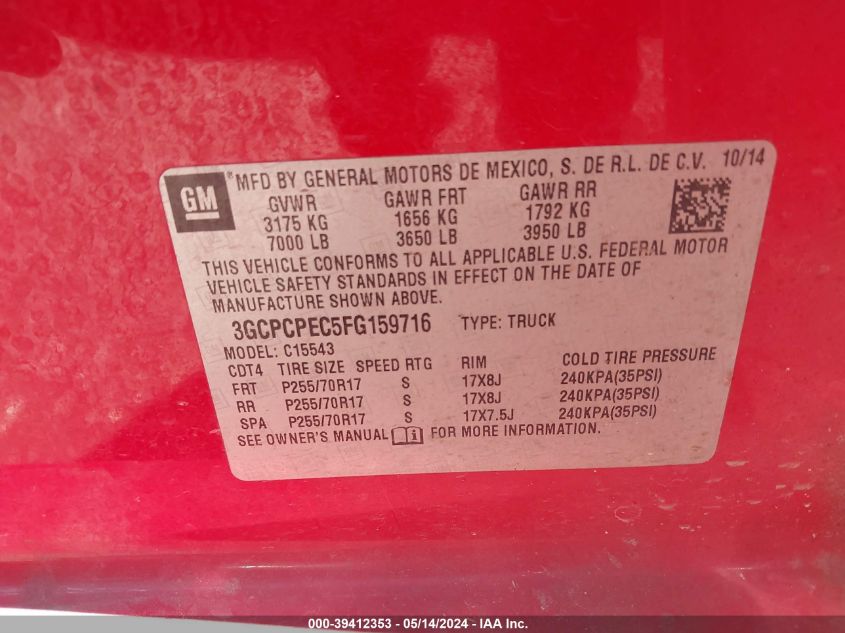 GM ® MFD BY GENERAL MOTORS DE MEXICO, S. DE R.L. DE C.V. 10/14
GVWR GAWR FRT GAWR RR
3175 KG 1656 KG 1792 KG
7000 LB 3650 LB 3950 LB
THIS VEHICLE CONFORMS TO ALL APPLICABLE U.S. FEDERAL MOTOR
VEHICLE SAFETY STANDARDS IN EFFECT ON THE DATE OF
MANUFACTURE SHOWN ABOVE.
3GCPCPEC5FG159716 TYPE: TRUCK
MODEL: C15543
CDT4 TIRE SIZE SPEED RTG RIM COLD TIRE PRESSURE
FRT P255/70R17 S 17X8J 240KPA(35PSI)
RR P255/70R17 S 17X8J 240KPA(35PSI)
SPA P255/70R17 S 17X7.5J 240KPA(35PSI)
SEE OWNER'S MANUAL i FOR MORE INFORMATION.
000-39412353 - 05/14/2024 - IAA Inc.